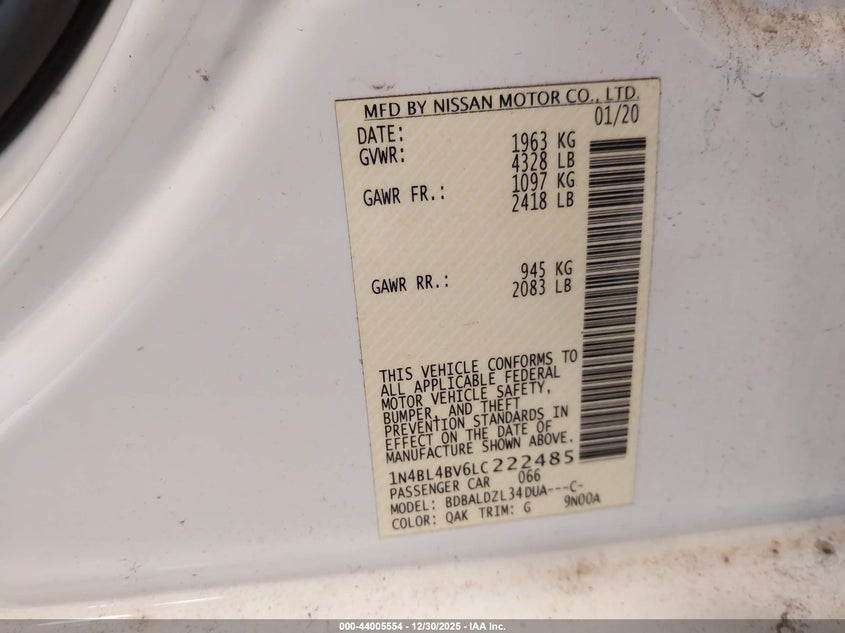 MFD BY NISSAN MOTOR CO., LTD.
DATE: 01/20
GVWR: 1963 KG
4328 LB
GAWR FR.: 1097 KG
2418 LB
GAWR RR.: 945 KG
2083 LB
THIS VEHICLE CONFORMS TO
ALL APPLICABLE FEDERAL
MOTOR VEHICLE SAFETY,
BUMPER, AND THEFT
PREVENTION STANDARDS IN
EFFECT ON THE DATE OF
MANUFACTURE SHOWN ABOVE.
1N4BL4BV6LC222485
PASSENGER CAR 066
MODEL: BDBALDZL34DUA---C-
COLOR: QAK TRIM: G 9N00A
000-44005554 - 12/30/2025 - IAA Inc.